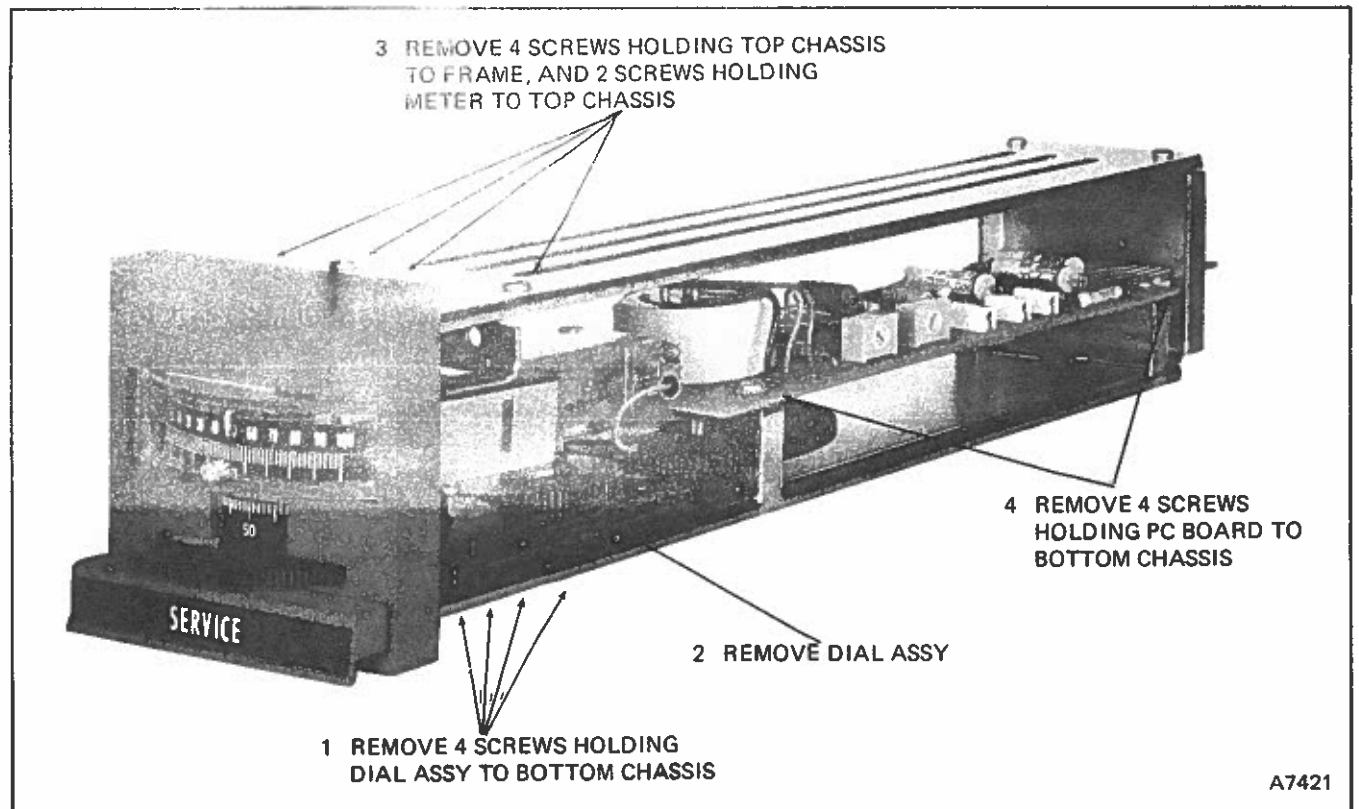 3 REMOVE 4 SCREWS HOLDING TOP CHASSIS
TO FRAME, AND 2 SCREWS HOLDING
METER TO TOP CHASSIS
4 REMOVE 4 SCREWS
HOLDING PC BOARD TO
BOTTOM CHASSIS
50
SERVICE
2 REMOVE DIAL ASSY
1 REMOVE 4 SCREWS HOLDING
DIAL ASSY TO BOTTOM CHASSIS
A7421